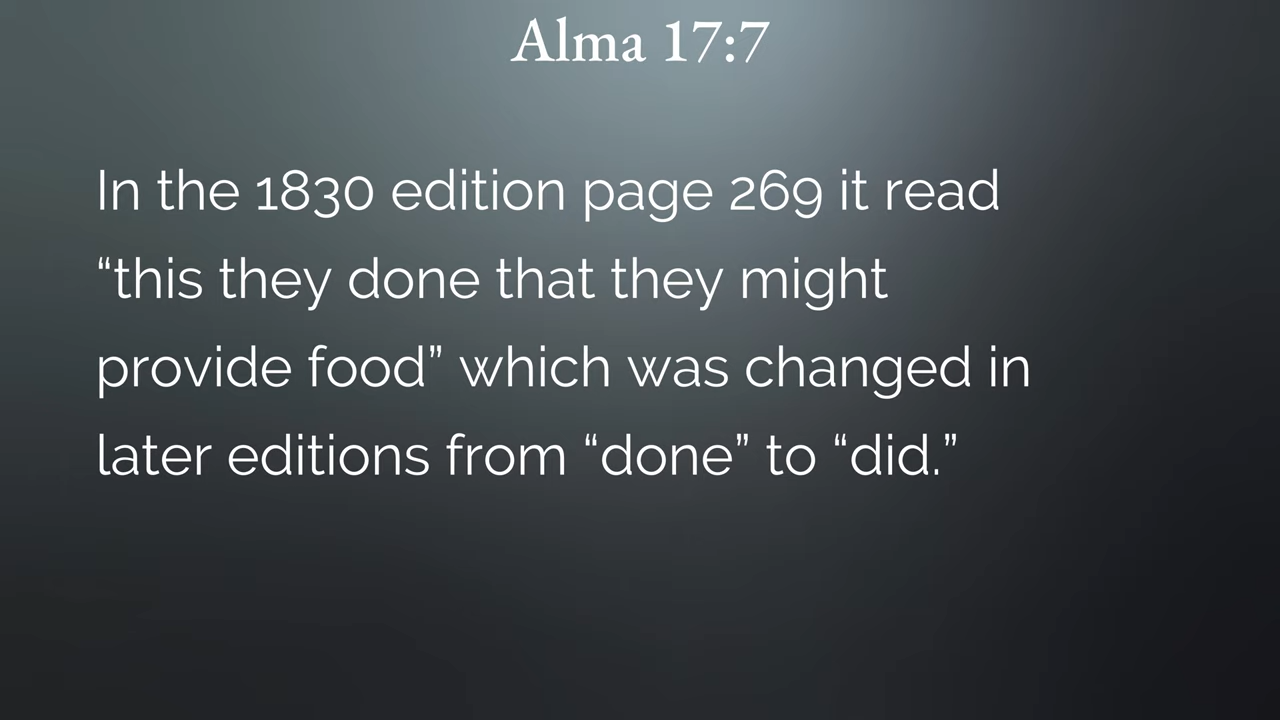 Alma 17:7
In the 1830 edition page 269 it read
“this they done that they might
provide food” which was changed in
later editions from “done” to “did.”